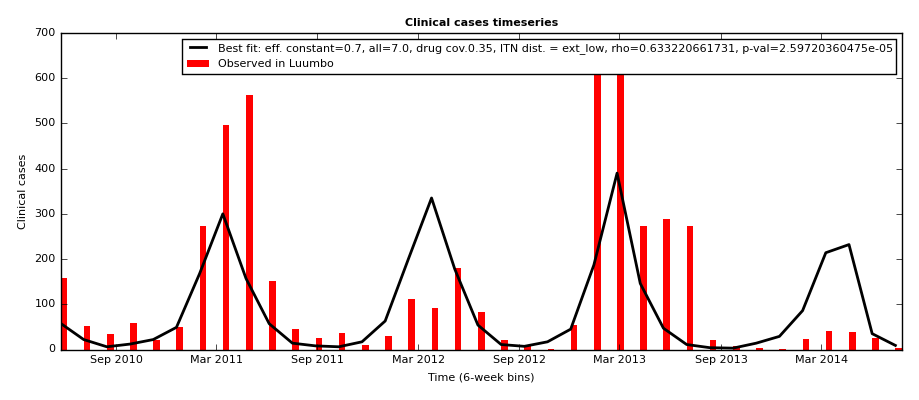 Clinical cases timeseries
700
600
500
400
300
200
100
0
Clinical cases
Best fit: eff. constant=0.7, all=7.0, drug cov.0.35, ITN dist. = ext_low, rho=0.633220661731, p-val=2.59720360475e-05
Observed in Luumbo
Sep 2010 Mar 2011 Sep 2011 Mar 2012 Sep 2012 Mar 2013 Sep 2013 Mar 2014
Time (6-week bins)